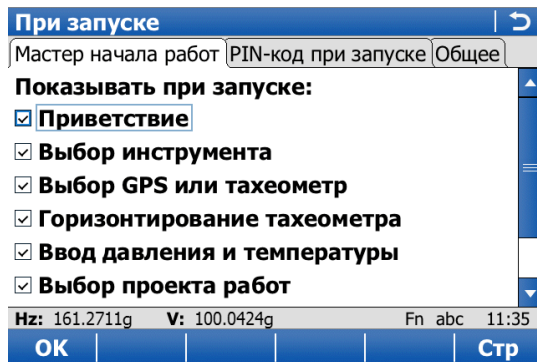 При запуске
Мастер начала работ PIN-код при запуске Общее
Показывать при запуске:
Приветствие
Выбор инструмента
Выбор GPS или тахеометр
Горизонтирование тахеометра
Ввод давления и температуры
Выбор проекта работ
Hz: 161.2711g V: 100.0424g Fn abc 11:35
OK Стр